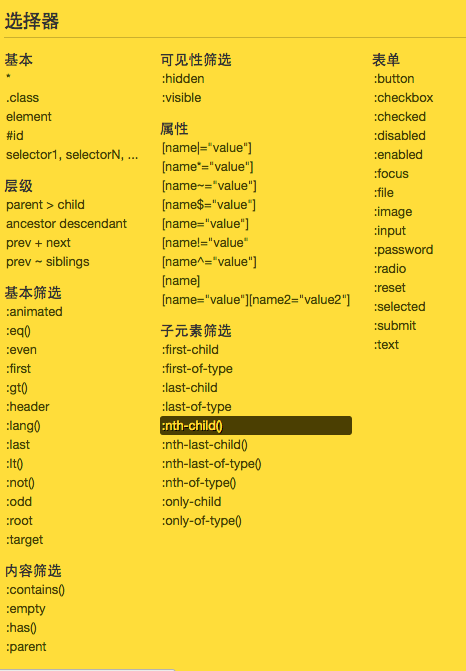 选择器
基本
*
.class
element
#id
selector1, selectorN, ...
层级
parent > child
ancestor descendant
prev + next
prev ~ siblings
基本筛选
:animated
:eq()
:even
:first
:gt()
:header
:lang()
:last
:lt()
:not()
:odd
:root
:target
内容筛选
:contains()
:empty
:has()
:parent
可见性筛选
:hidden
:visible
属性
[name|="value"]
[name*="value"]
[name~="value"]
[name$="value"]
[name="value"]
[name!="value"
[name^="value"]
[name]
[name="value"][name2="value2"]
子元素筛选
:first-child
:first-of-type
:last-child
:last-of-type
:nth-child()
:nth-last-child()
:nth-last-of-type()
:nth-of-type()
:only-child
:only-of-type()
表单
:button
:checkbox
:checked
:disabled
:enabled
:focus
:file
:image
:input
:password
:radio
:reset
:selected
:submit
:text